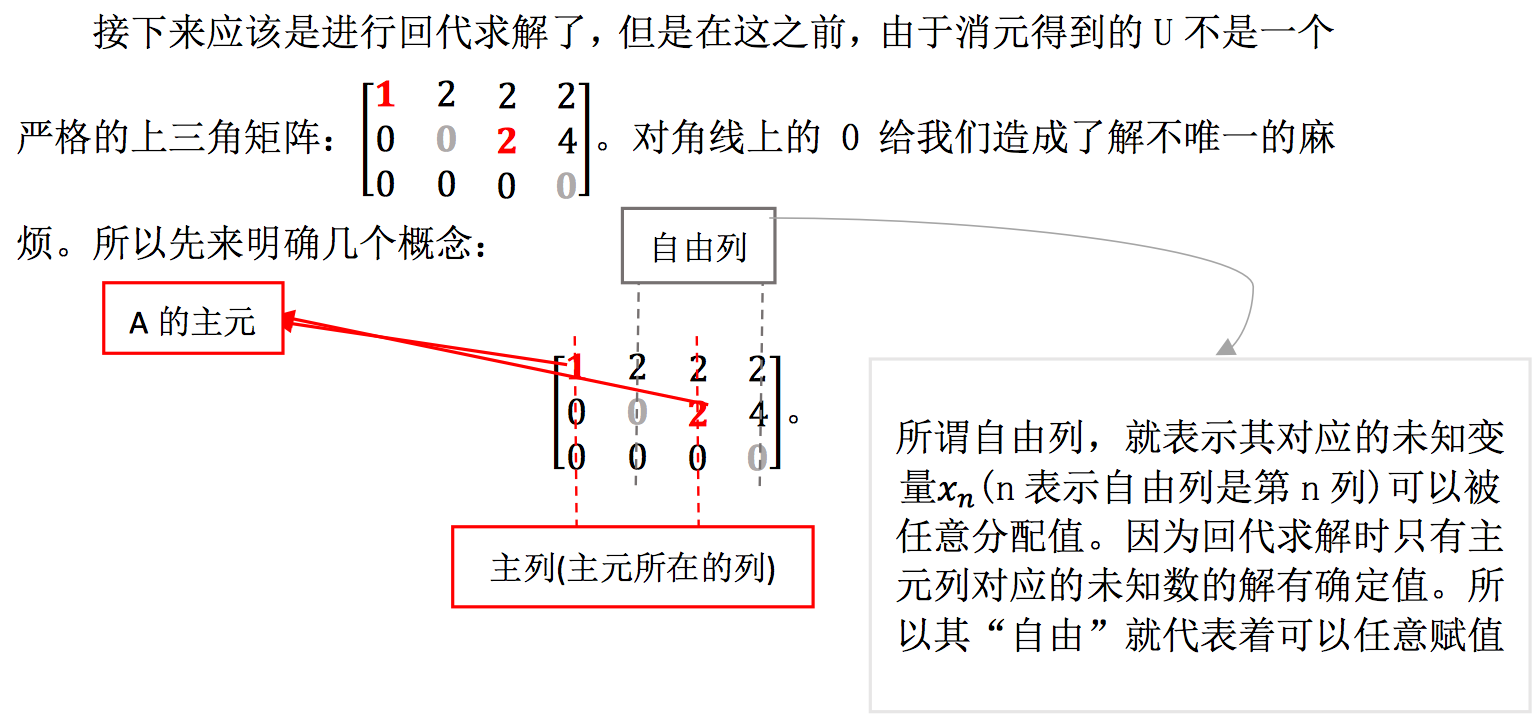 接下来应该是进行回代求解了，但是在这之前，由于消元得到的 U 不是一个
1 2 2 2
严格的上三角矩阵： 0 0 2 4 。对角线上的 0 给我们造成了解不唯一的麻
0 0 0 0
烦。所以先来明确几个概念：
自由列
A 的主元
1 2 2 2
0 0 2 4 。
0 0 0 0
主列(主元所在的列)
所谓自由列，就表示其对应的未知变
量xₙ(n 表示自由列是第 n 列)可以被
任意分配值。因为回代求解时只有主
元列对应的未知数的解有确定值。所
以其“自由”就代表着可以任意赋值